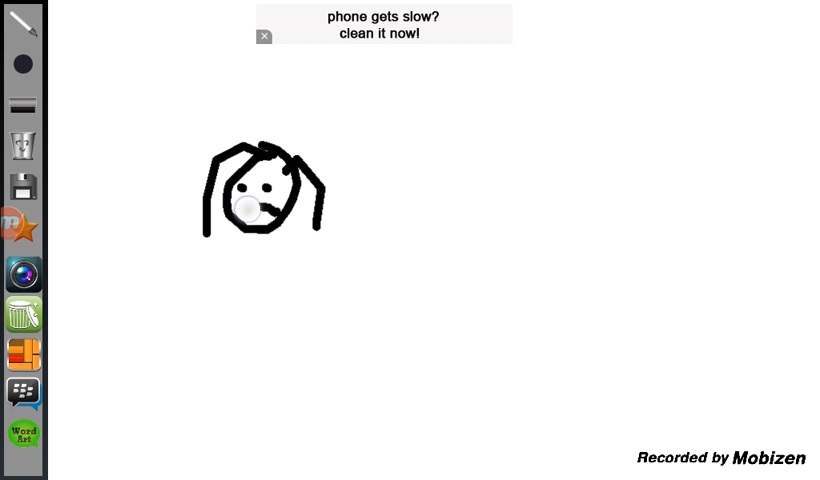 phone gets slow?
clean it now!
Word
Art
Recorded by Mobizen